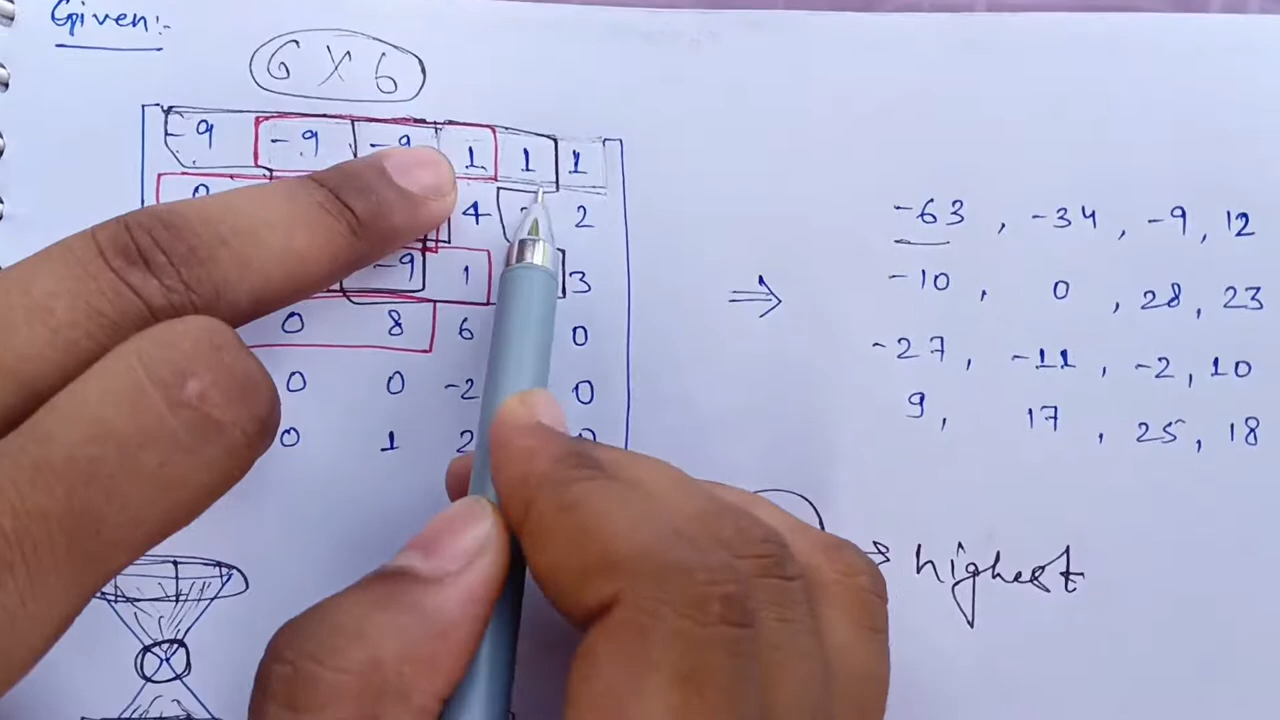 Given:-
6 X 6
-9 -9 -9 1 1 1
4 2
-9 1 3
0 8 6 0
0 0 -2 0
0 1 2
-63 , -34 , -9 , 12
-10 , 0 , 28 , 23
-27 , -11 , -2 , 10
9 , 17 , 25 , 18
highest